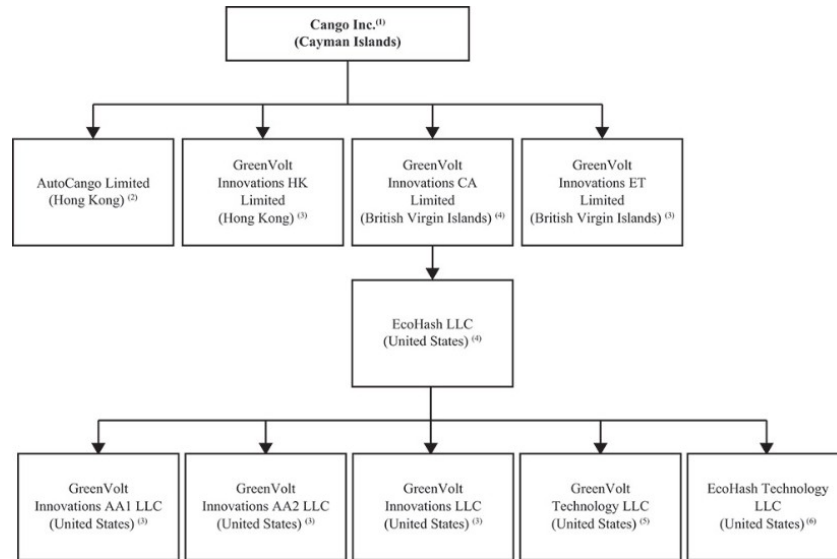 Cango Inc.(1)
(Cayman Islands)
AutoCango Limited
(Hong Kong) (2)
GreenVolt
Innovations HK
Limited
(Hong Kong) (3)
GreenVolt
Innovations CA
Limited
(British Virgin Islands) (4)
GreenVolt
Innovations ET
Limited
(British Virgin Islands) (3)
EcoHash LLC
(United States) (4)
GreenVolt
Innovations AA1 LLC
(United States) (3)
GreenVolt
Innovations AA2 LLC
(United States) (3)
GreenVolt
Innovations LLC
(United States) (3)
GreenVolt
Technology LLC
(United States) (5)
EcoHash Technology
LLC
(United States) (6)